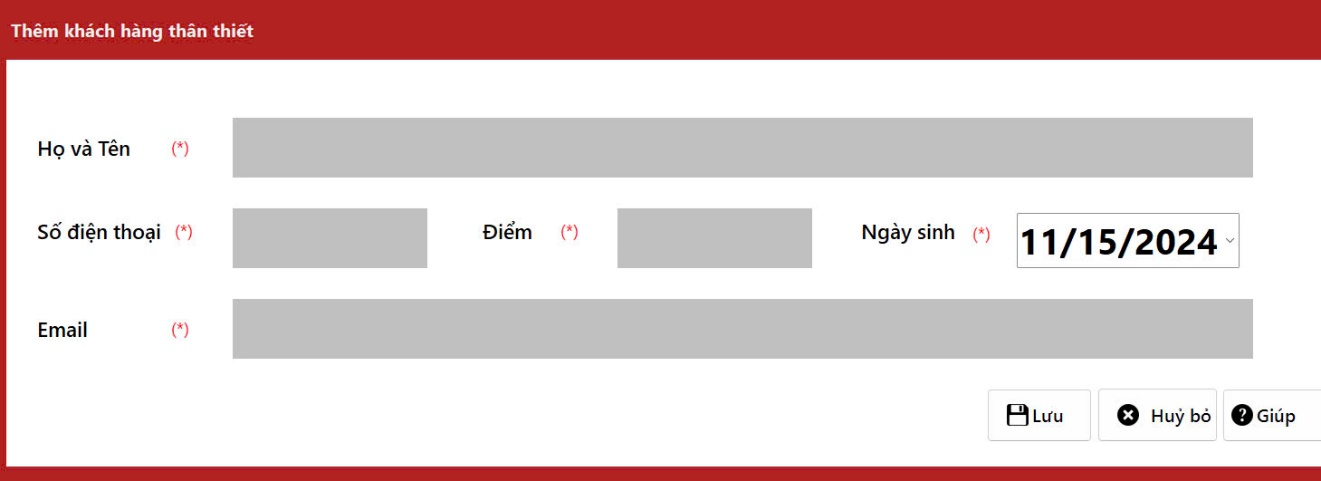 Thêm khách hàng thân thiết
Họ và Tên (*)
Số điện thoại (*) Điểm (*) Ngày sinh (*) 11/15/2024
Email (*)
Lưu Huỷ bỏ Giúp